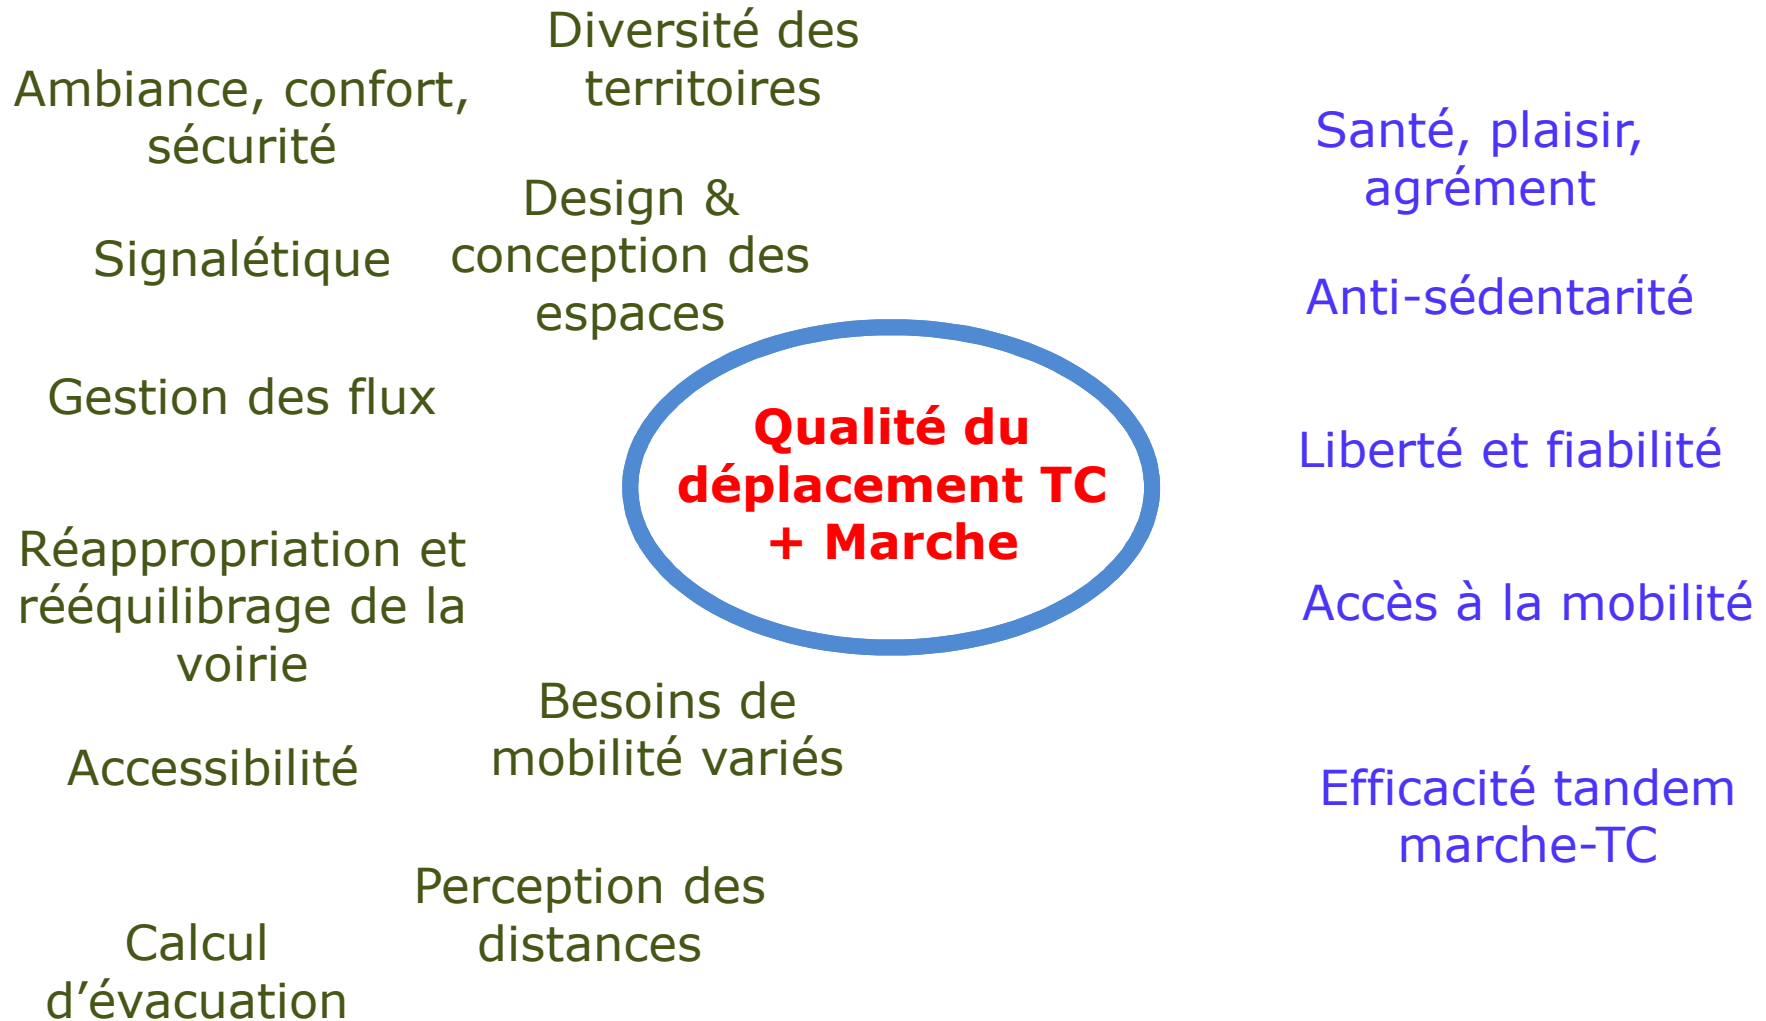 Diversité des
territoires
Ambiance, confort,
sécurité
Design &
conception des
espaces
Signalétique
Gestion des flux
Réappropriation et
rééquilibrage de la
voirie
Accessibilité
Besoins de
mobilité variés
Perception des
distances
Calcul
d’évacuation
Qualité du
déplacement TC
+ Marche
Santé, plaisir,
agrément
Anti-sédentarité
Liberté et fiabilité
Accès à la mobilité
Efficacité tandem
marche-TC